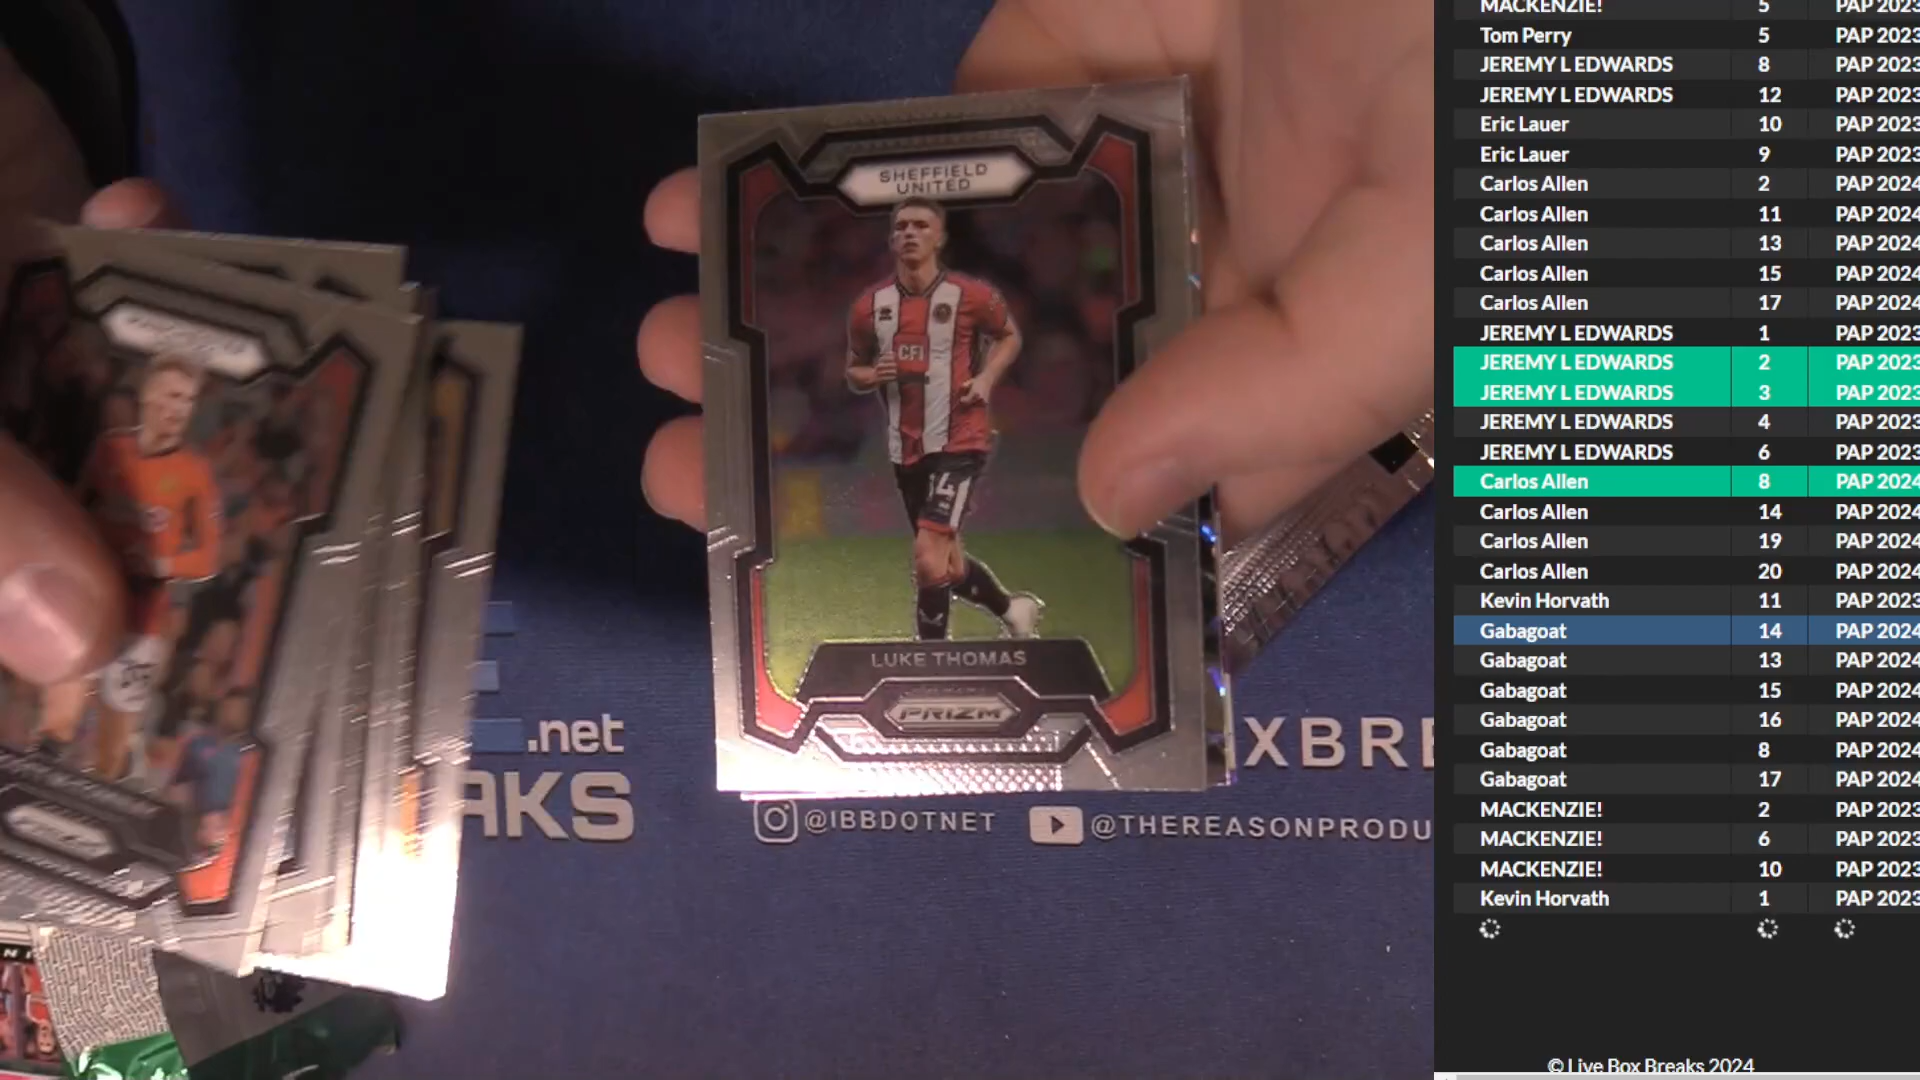 SHEFFIELD
UNITED
CFI
14
LUKE THOMAS
PRIZM
.net
AKS
XBRE
@IBBDOTNET
@THEREASONPRODU
MACKENZIE! 5 PAP 2023
Tom Perry 5 PAP 2023
JEREMY L EDWARDS 8 PAP 2023
JEREMY L EDWARDS 12 PAP 2023
Eric Lauer 10 PAP 2023
Eric Lauer 9 PAP 2023
Carlos Allen 2 PAP 2024
Carlos Allen 11 PAP 2024
Carlos Allen 13 PAP 2024
Carlos Allen 15 PAP 2024
Carlos Allen 17 PAP 2024
JEREMY L EDWARDS 1 PAP 2023
JEREMY L EDWARDS 2 PAP 2023
JEREMY L EDWARDS 3 PAP 2023
JEREMY L EDWARDS 4 PAP 2023
JEREMY L EDWARDS 6 PAP 2023
Carlos Allen 8 PAP 2024
Carlos Allen 14 PAP 2024
Carlos Allen 19 PAP 2024
Carlos Allen 20 PAP 2024
Kevin Horvath 11 PAP 2023
Gabagoat 14 PAP 2024
Gabagoat 13 PAP 2024
Gabagoat 15 PAP 2024
Gabagoat 16 PAP 2024
Gabagoat 8 PAP 2024
Gabagoat 17 PAP 2024
MACKENZIE! 2 PAP 2023
MACKENZIE! 6 PAP 2023
MACKENZIE! 10 PAP 2023
Kevin Horvath 1 PAP 2023
© Live Box Breaks 2024